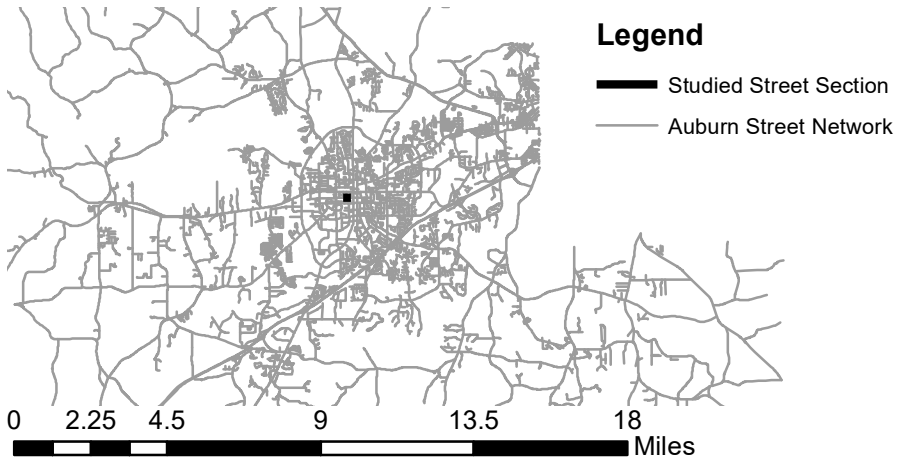 Legend
Studied Street Section
Auburn Street Network
0 2.25 4.5 9 13.5 18
Miles